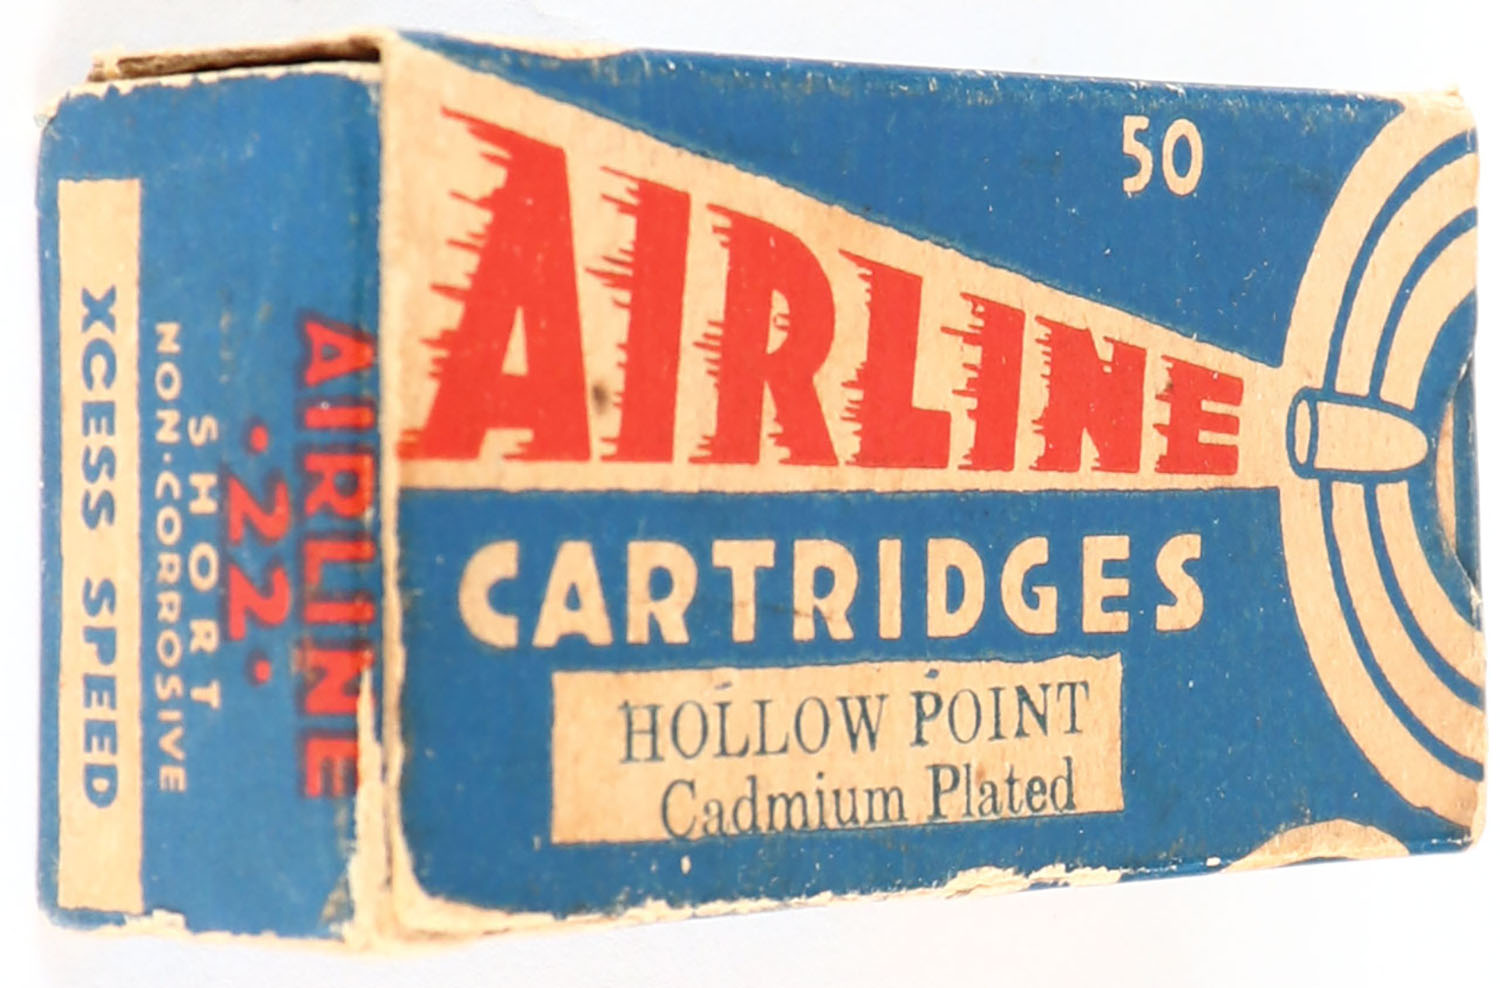 50
AIRLINE
CARTRIDGES
HOLLOW POINT
Cadmium Plated
AIRLINE
·22·
SHORT
NON-CORROSIVE
XCESS SPEED